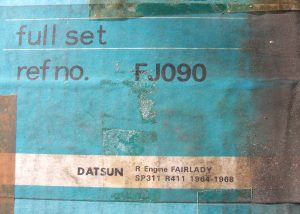 full set
ref no. FJ090
DATSUN R Engine FAIRLADY
SP311 R411 1964-1968